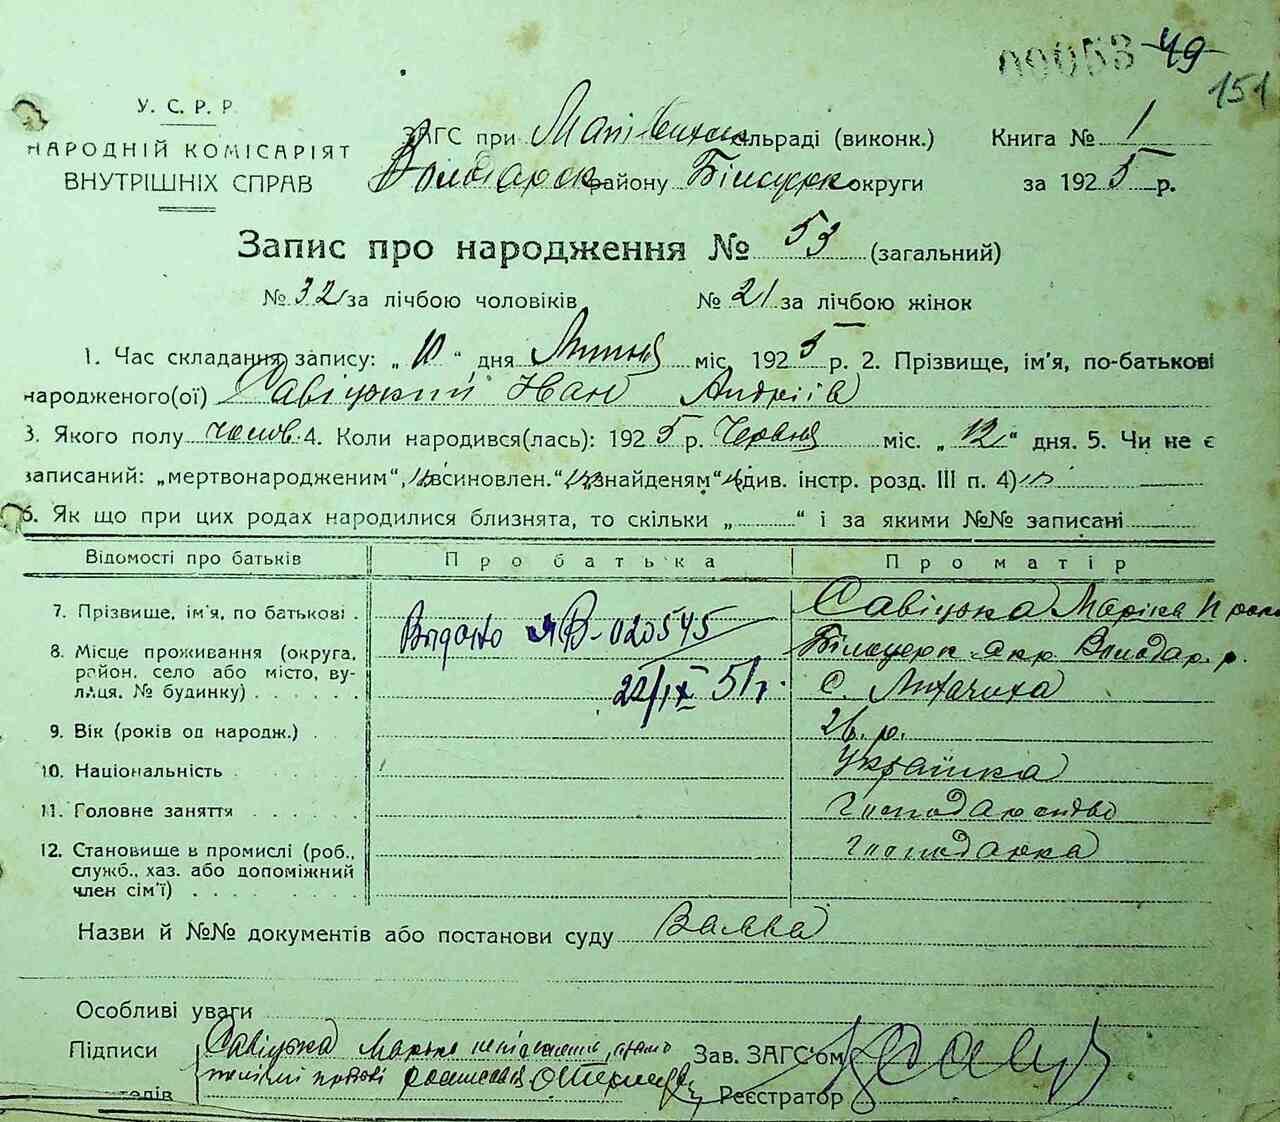 00053 49
151
У. С. Р. Р.
НАРОДНІЙ КОМІСАРІЯТ
ВНУТРІШНІХ СПРАВ
ЗАГС при сільраді (виконк.) Книга № 1
Володарск району Білоцерк округи за 1925 р.
Запис про народження № 53 (загальний)
№ 32 за лічбою чоловіків № 21 за лічбою жінок
1. Час складання запису: „10“ дня Липня міс. 1925 р. 2. Прізвище, ім'я, по-батькові
народженого(ої) Савіцький Іван Андріїв
3. Якого полу чолов. 4. Коли народився(лась): 1925 р. Червня міс. „12“ дня. 5. Чи не є
записаний: „мертвонародженим“, „всиновлен.“ „знайденям“ (див. інстр. розд. III п. 4)
6. Як що при цих родах народилися близнята, то скільки „ “ і за якими №№ записані
Відомості про батьків Про батька Про матір
7. Прізвище, ім'я, по батькові . Савіцька Маріка
Видано ЯВ-020545
8. Місце проживання (округа, район, село або місто, вулиця, № будинку) . . . . . Білоцерк. окр. Володар. р.
22/IX 51 г. с. Лихачиха
9. Вік (років од народж.) . 26. р.
10. Національність . . . . . Українка
11. Головне заняття . . . . . . Господарство
12. Становище в промислі (роб., служб., хаз. або допоміжний член сім'ї) . . . . . . . . Господарка
Назви й №№ документів або постанови суду
Особливі уваги
Підписи Савіцька Зав. ЗАГС'ом
Реєстратор